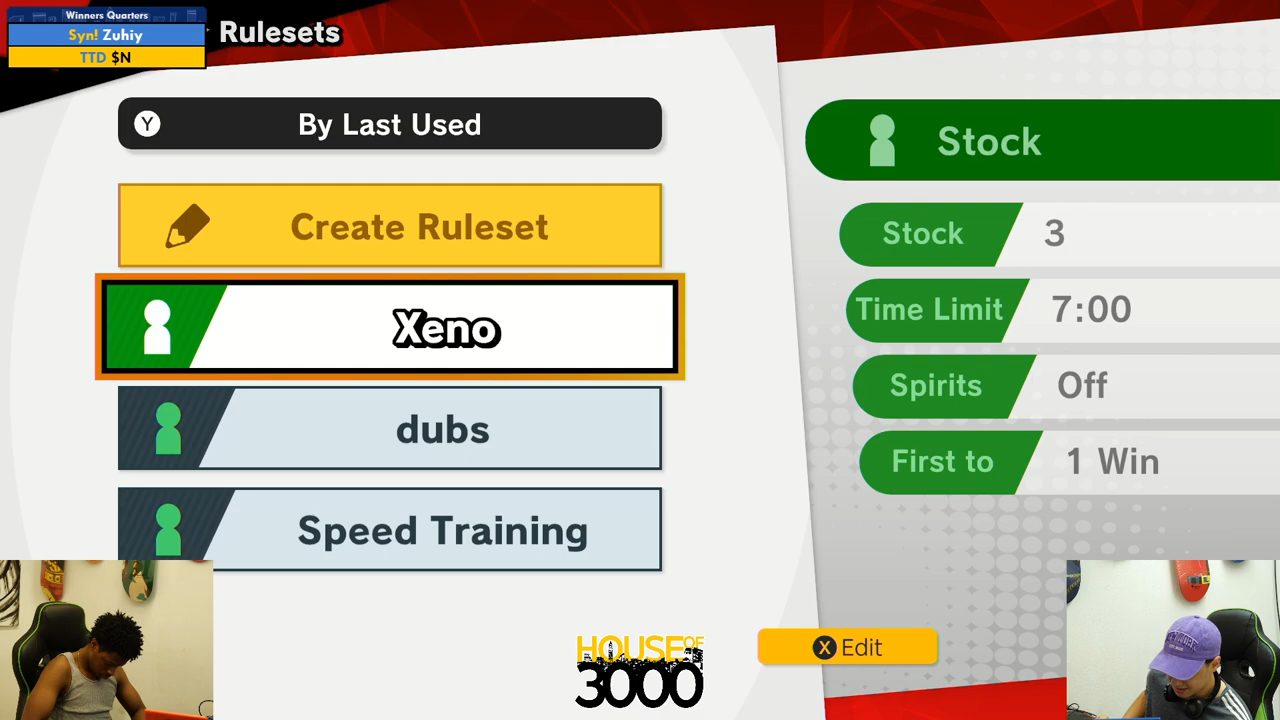 Winners Quarters
Syn! Zuhiy
TTD $N
Rulesets
Y By Last Used
Create Ruleset
Xeno
dubs
Speed Training
Stock
Stock 3
Time Limit 7:00
Spirits Off
First to 1 Win
X Edit
HOUSE OF
3000